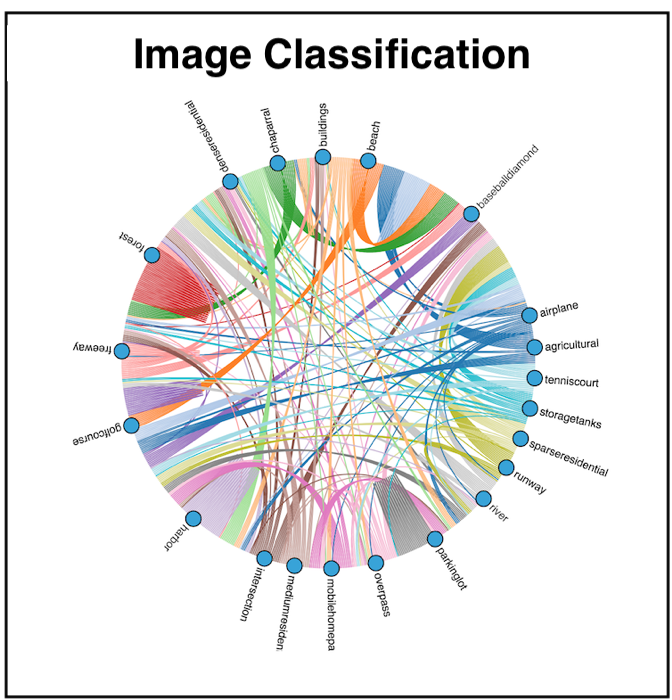 Image Classification
denseresidential
chaparral
buildings
beach
baseballdiamond
forest
airplane
freeway
agricultural
tenniscourt
golfcourse
storagetanks
sparseresidential
runway
river
harbor
parkinglot
intersection
mediumresiden
mobilehomepa
overpass